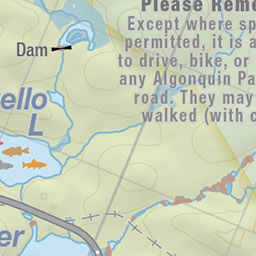 Please Reme
Except where sp
permitted, it is a
to drive, bike, or
any Algonquin Pa
road. They may
walked (with c
Dam
ello
L
er